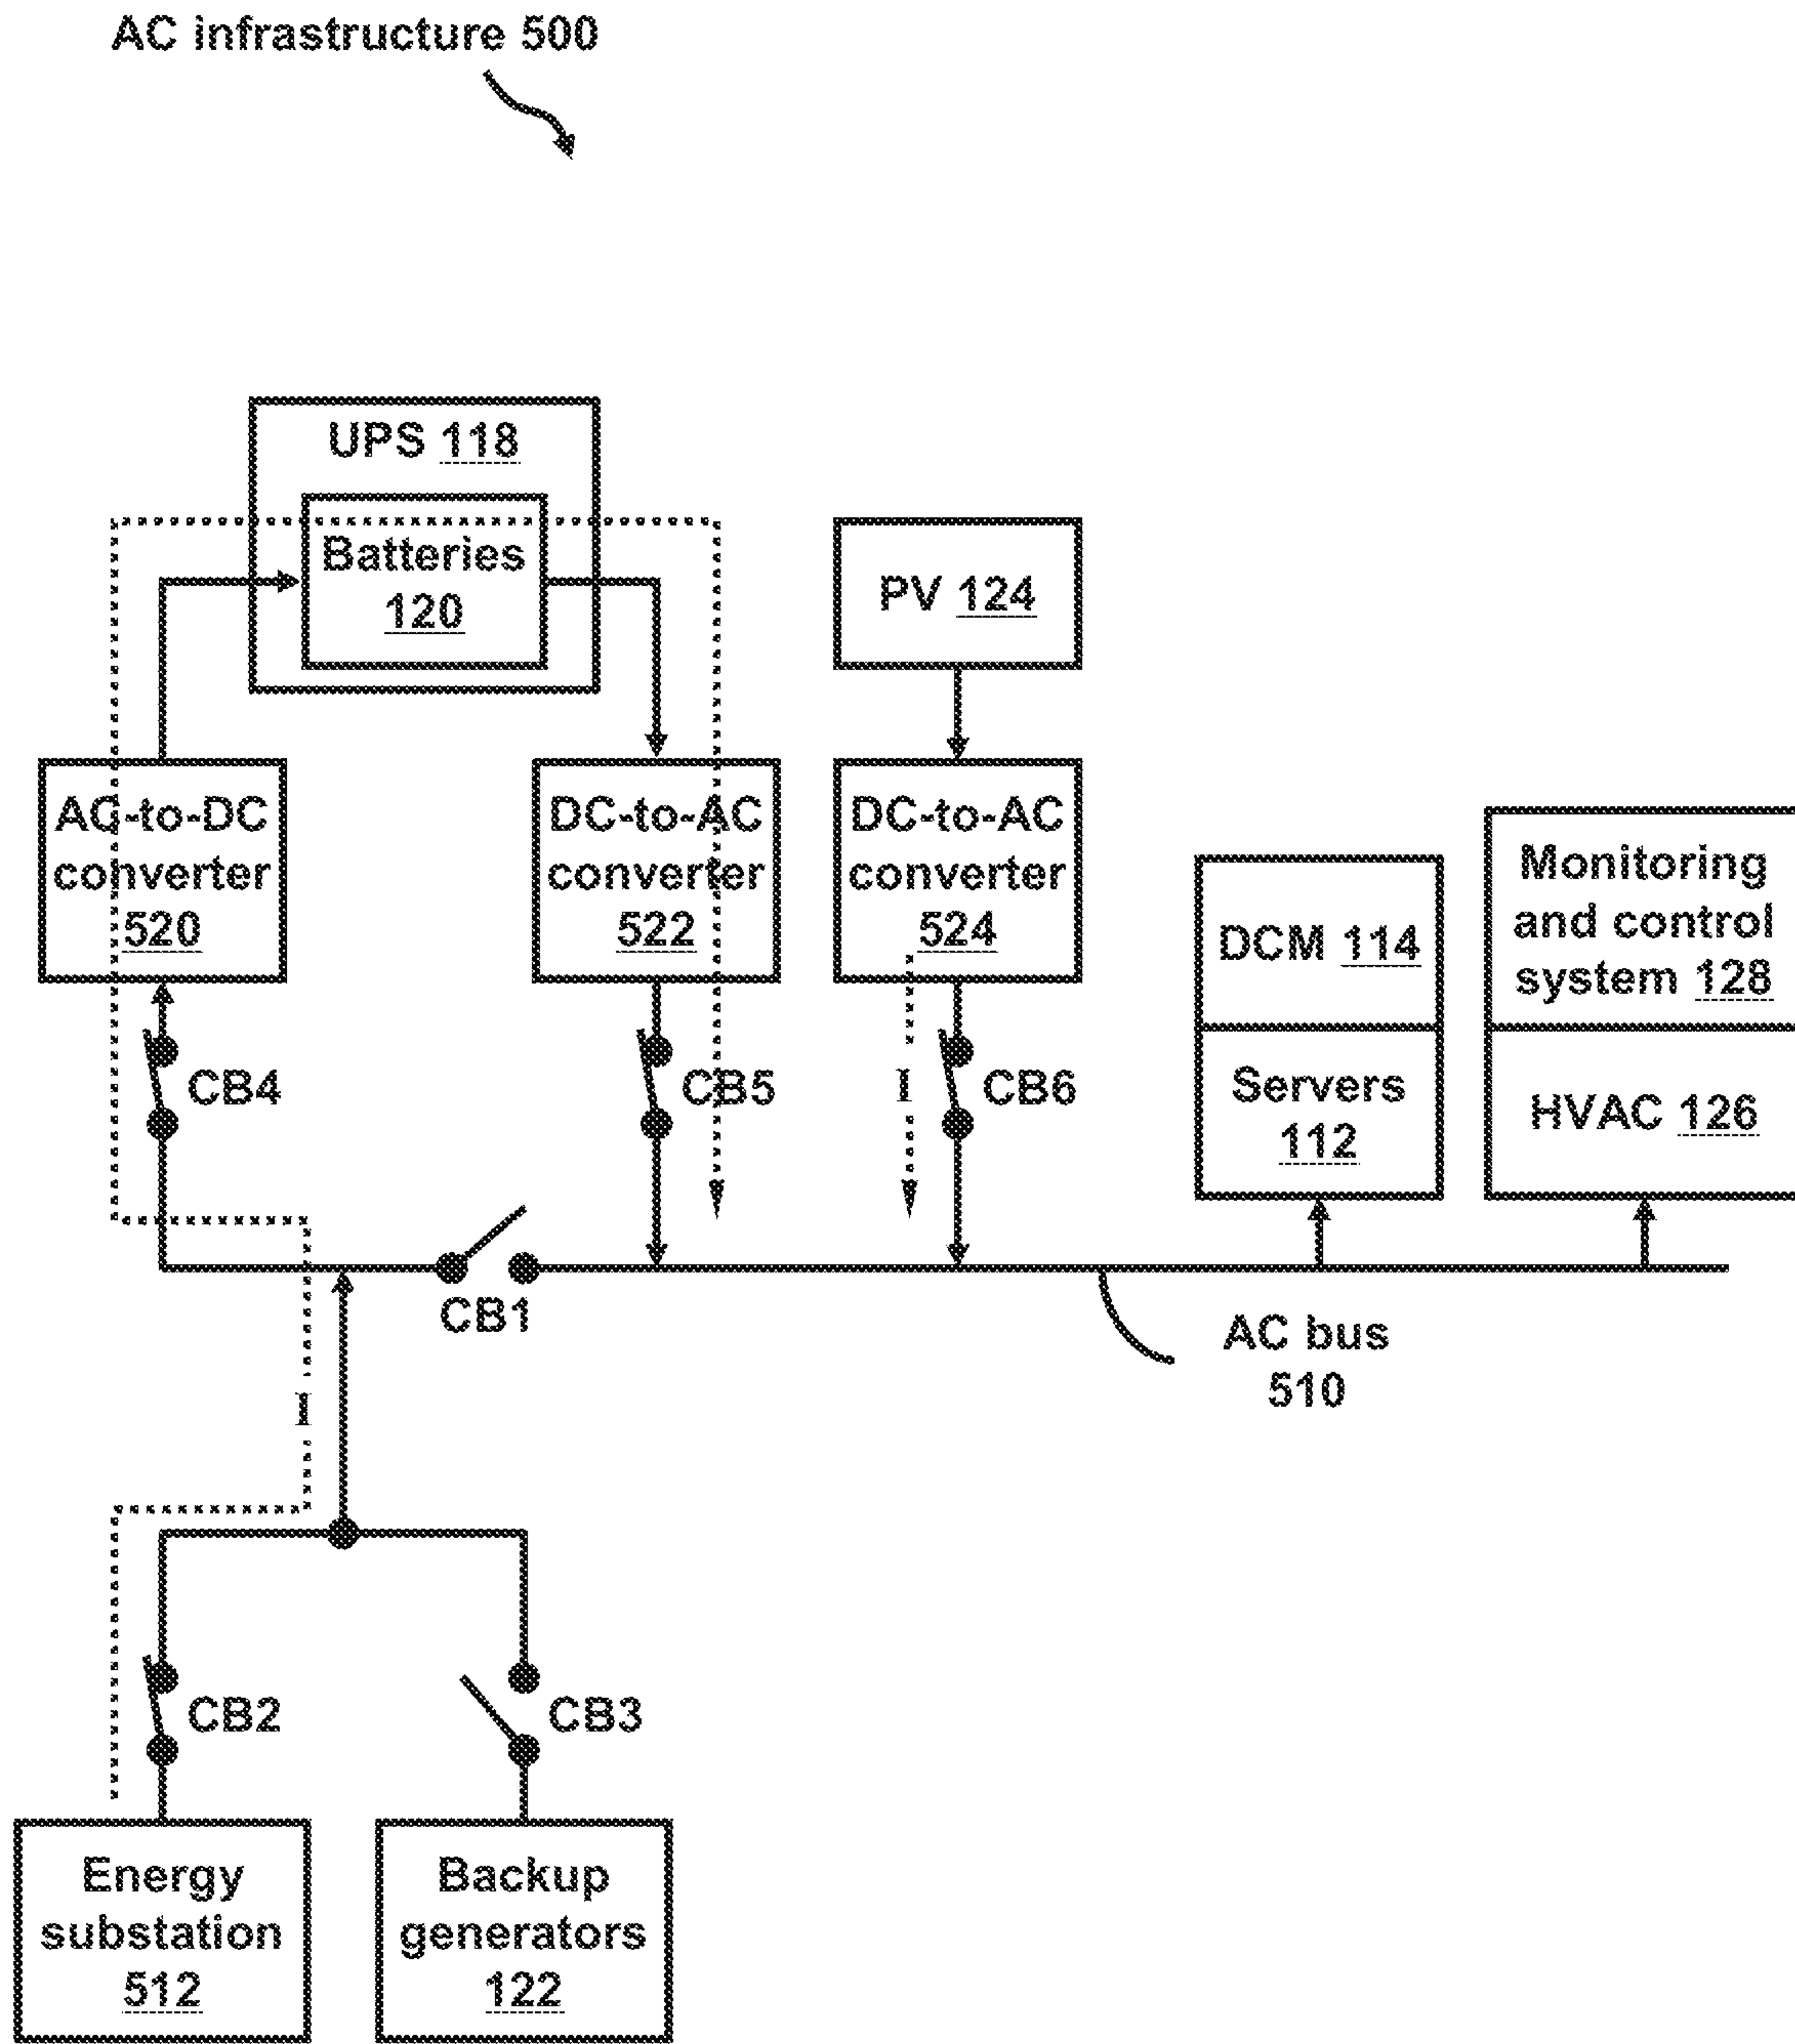 AC infrastructure 500
UPS 118
Batteries
120
PV 124
AC-to-DC
converter
520
DC-to-AC
converter
522
DC-to-AC
converter
524
DCM 114
Servers
112
Monitoring
and control
system 128
HVAC 126
CB4
CB5
I
CB6
CB1
AC bus
510
I
CB2
CB3
Energy
substation
512
Backup
generators
122